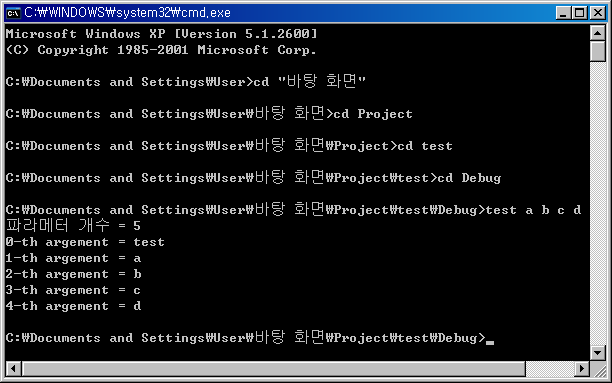 C:₩WINDOWS₩system32₩cmd.exe
Microsoft Windows XP [Version 5.1.2600]
(C) Copyright 1985-2001 Microsoft Corp.
C:₩Documents and Settings₩User>cd "바탕 화면"
C:₩Documents and Settings₩User₩바탕 화면>cd Project
C:₩Documents and Settings₩User₩바탕 화면₩Project>cd test
C:₩Documents and Settings₩User₩바탕 화면₩Project₩test>cd Debug
C:₩Documents and Settings₩User₩바탕 화면₩Project₩test₩Debug>test a b c d
파라메터 개수 = 5
0-th argement = test
1-th argement = a
2-th argement = b
3-th argement = c
4-th argement = d
C:₩Documents and Settings₩User₩바탕 화면₩Project₩test₩Debug>_